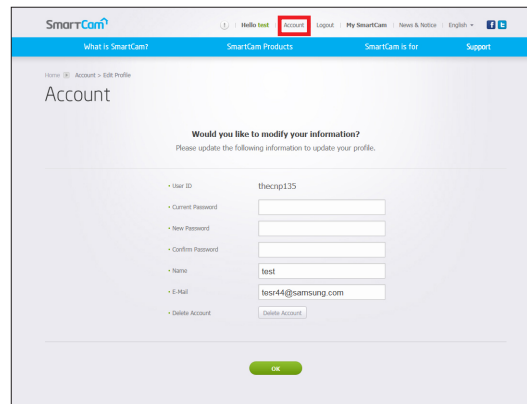 SmartCam
Hello test | Account | Logout | My SmartCam | News & Notice | English
What is SmartCam? SmartCam Products SmartCam is for Support
Home Account > Edit Profile
Account
Would you like to modify your information?
Please update the following information to update your profile.
• User ID thecnp135
• Current Password
• New Password
• Confirm Password
• Name test
• E-Mail tesr44@samsung.com
• Delete Account Delete Account
OK